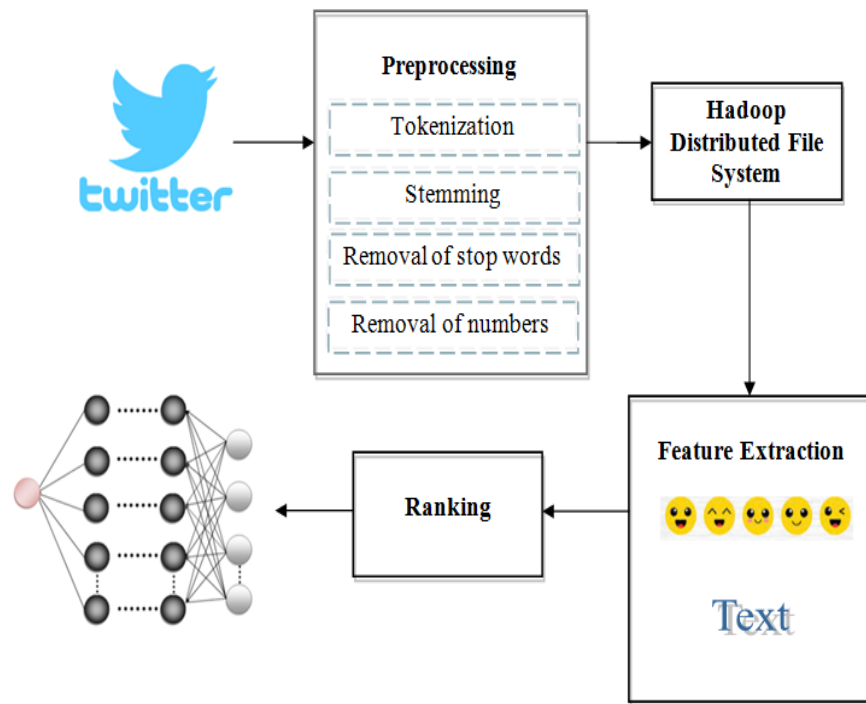 twitter
Preprocessing
Tokenization
Stemming
Removal of stop words
Removal of numbers
Hadoop
Distributed File
System
Feature Extraction
Text
Ranking